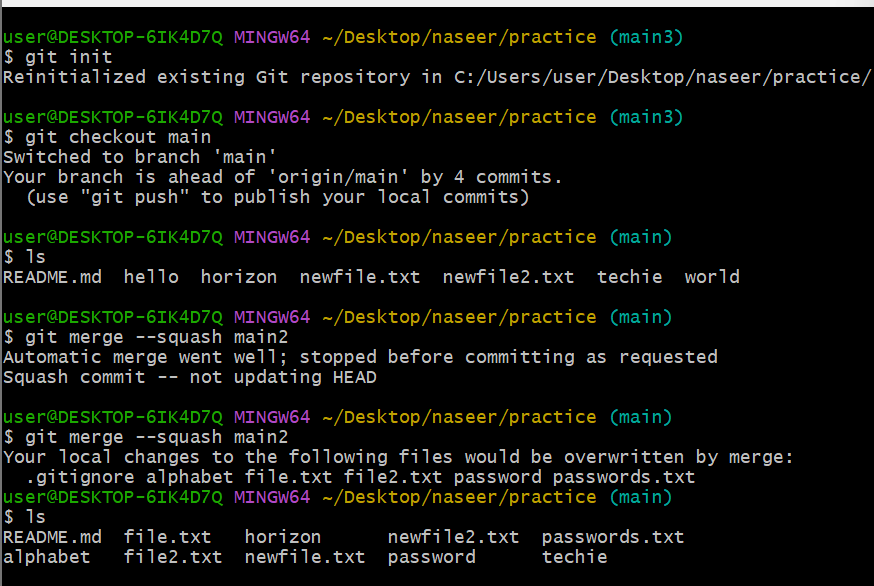 user@DESKTOP-6IK4D7Q MINGW64 ~/Desktop/naseer/practice (main3)
$ git init
Reinitialized existing Git repository in C:/Users/user/Desktop/naseer/practice/
user@DESKTOP-6IK4D7Q MINGW64 ~/Desktop/naseer/practice (main3)
$ git checkout main
Switched to branch 'main'
Your branch is ahead of 'origin/main' by 4 commits.
  (use "git push" to publish your local commits)
user@DESKTOP-6IK4D7Q MINGW64 ~/Desktop/naseer/practice (main)
$ ls
README.md  hello  horizon  newfile.txt  newfile2.txt  techie  world
user@DESKTOP-6IK4D7Q MINGW64 ~/Desktop/naseer/practice (main)
$ git merge --squash main2
Automatic merge went well; stopped before committing as requested
Squash commit -- not updating HEAD
user@DESKTOP-6IK4D7Q MINGW64 ~/Desktop/naseer/practice (main)
$ git merge --squash main2
Your local changes to the following files would be overwritten by merge:
  .gitignore alphabet file.txt file2.txt password passwords.txt
user@DESKTOP-6IK4D7Q MINGW64 ~/Desktop/naseer/practice (main)
$ ls
README.md  file.txt   horizon      newfile2.txt  passwords.txt
alphabet   file2.txt  newfile.txt  password      techie